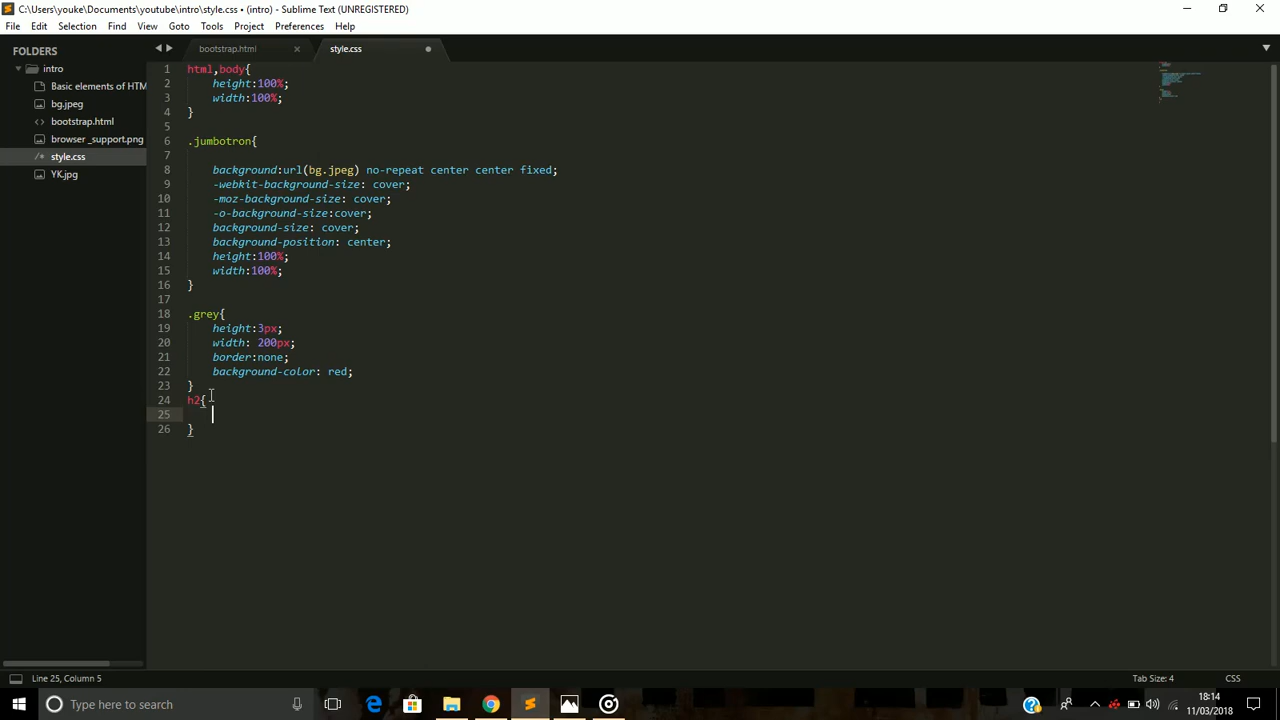 C:\Users\youke\Documents\youtube\intro\style.css • (intro) - Sublime Text (UNREGISTERED)
File Edit Selection Find View Goto Tools Project Preferences Help
FOLDERS
intro
Basic elements of HTM
bg.jpeg
<> bootstrap.html
browser _support.png
/* style.css
YK.jpg
bootstrap.html × style.css
1 html,body{
2 height:100%;
3 width:100%;
4 }
5
6 .jumbotron{
7
8 background:url(bg.jpeg) no-repeat center center fixed;
9 -webkit-background-size: cover;
10 -moz-background-size: cover;
11 -o-background-size:cover;
12 background-size: cover;
13 background-position: center;
14 height:100%;
15 width:100%;
16 }
17
18 .grey{
19 height:3px;
20 width: 200px;
21 border:none;
22 background-color: red;
23 }
24 h2{
25
26 }
Line 25, Column 5
Tab Size: 4
CSS
Type here to search
18:14
11/03/2018